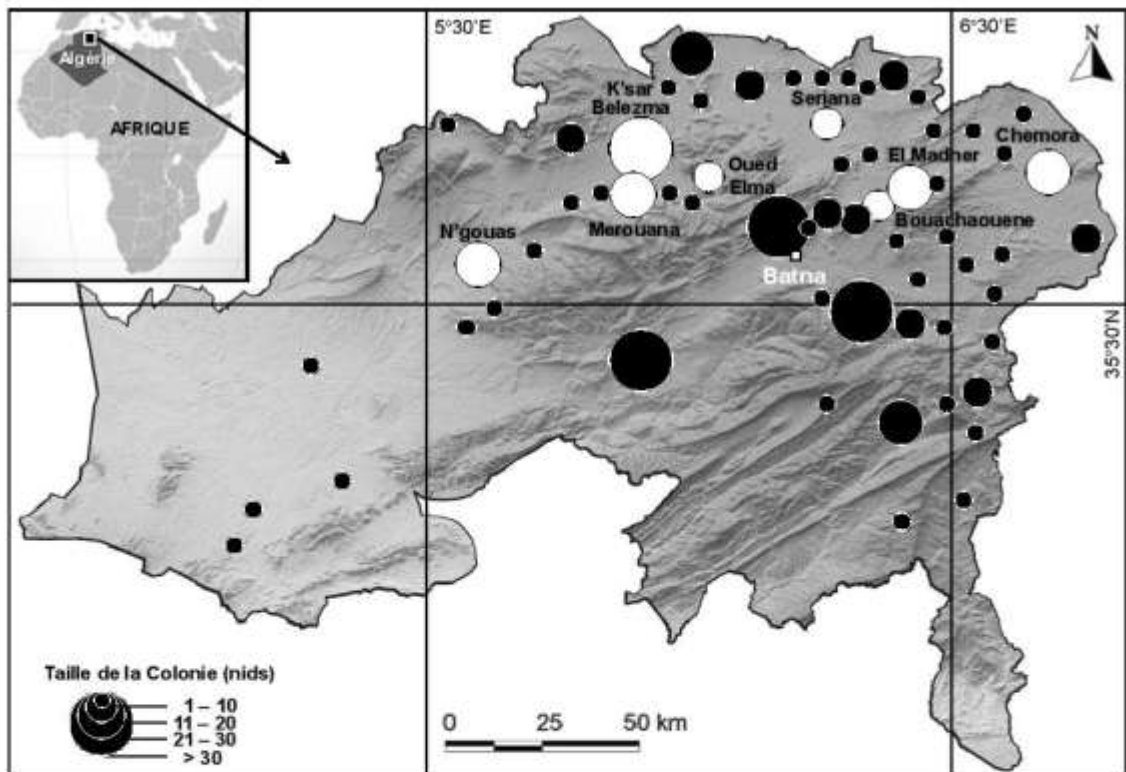 Algérie
AFRIQUE
5°30'E
6°30'E
N
K'sar
Belezma
Seriana
Chemora
Oued
Elma
El Madher
Merouana
Bouachaouene
N'gouas
Batna
35°30'N
Taille de la Colonie (nids)
1 – 10
11 – 20
21 – 30
> 30
0 25 50 km